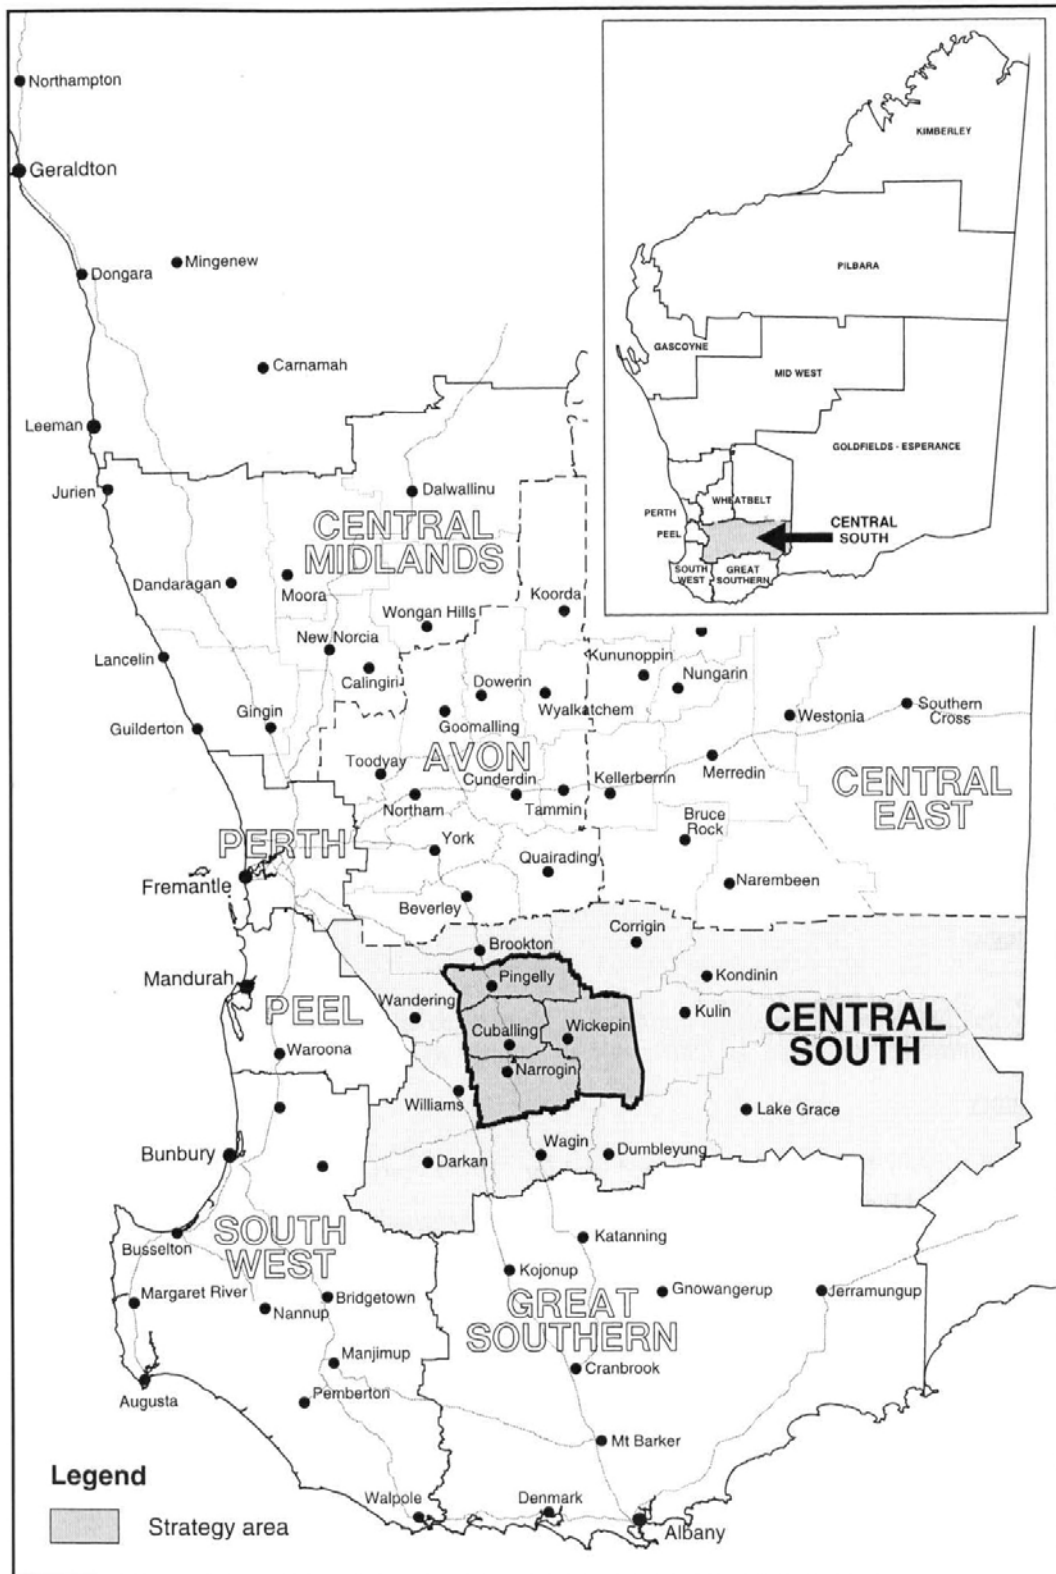 Northampton
Geraldton
Dongara
Mingenew
Carnamah
Leeman
Jurien
Dalwallinu
CENTRAL
MIDLANDS
Dandaragan
Moora
Koorda
Wongan Hills
New Norcia
Lancelin
Calingiri
Dowerin
Kununoppin
Nungarin
Wyalkatchem
Goomalling
Southern
Cross
Westonia
Guilderton
Gingin
AVON
Toodyay
Cunderdin
Kellerberrin
Merredin
CENTRAL
EAST
Northam
Tammin
Bruce
Rock
PERTH
York
Quairading
Fremantle
Narembeen
Beverley
Corrigin
Brookton
Kondinin
Mandurah
Pingelly
PEEL
Wandering
Kulin
CENTRAL
SOUTH
Cuballing
Wickepin
Waroona
Narrogin
Williams
Lake Grace
Bunbury
Wagin
Dumbleyung
Darkan
SOUTH
WEST
Busselton
Katanning
Kojonup
Margaret River
Nannup
Bridgetown
Gnowangerup
Jerramungup
GREAT
SOUTHERN
Manjimup
Cranbrook
Augusta
Pemberton
Mt Barker
Walpole
Denmark
Albany
Legend
Strategy area
KIMBERLEY
PILBARA
GASCOYNE
MID WEST
GOLDFIELDS - ESPERANCE
WHEATBELT
PERTH
PEEL
CENTRAL
SOUTH
SOUTH
WEST
GREAT
SOUTHERN